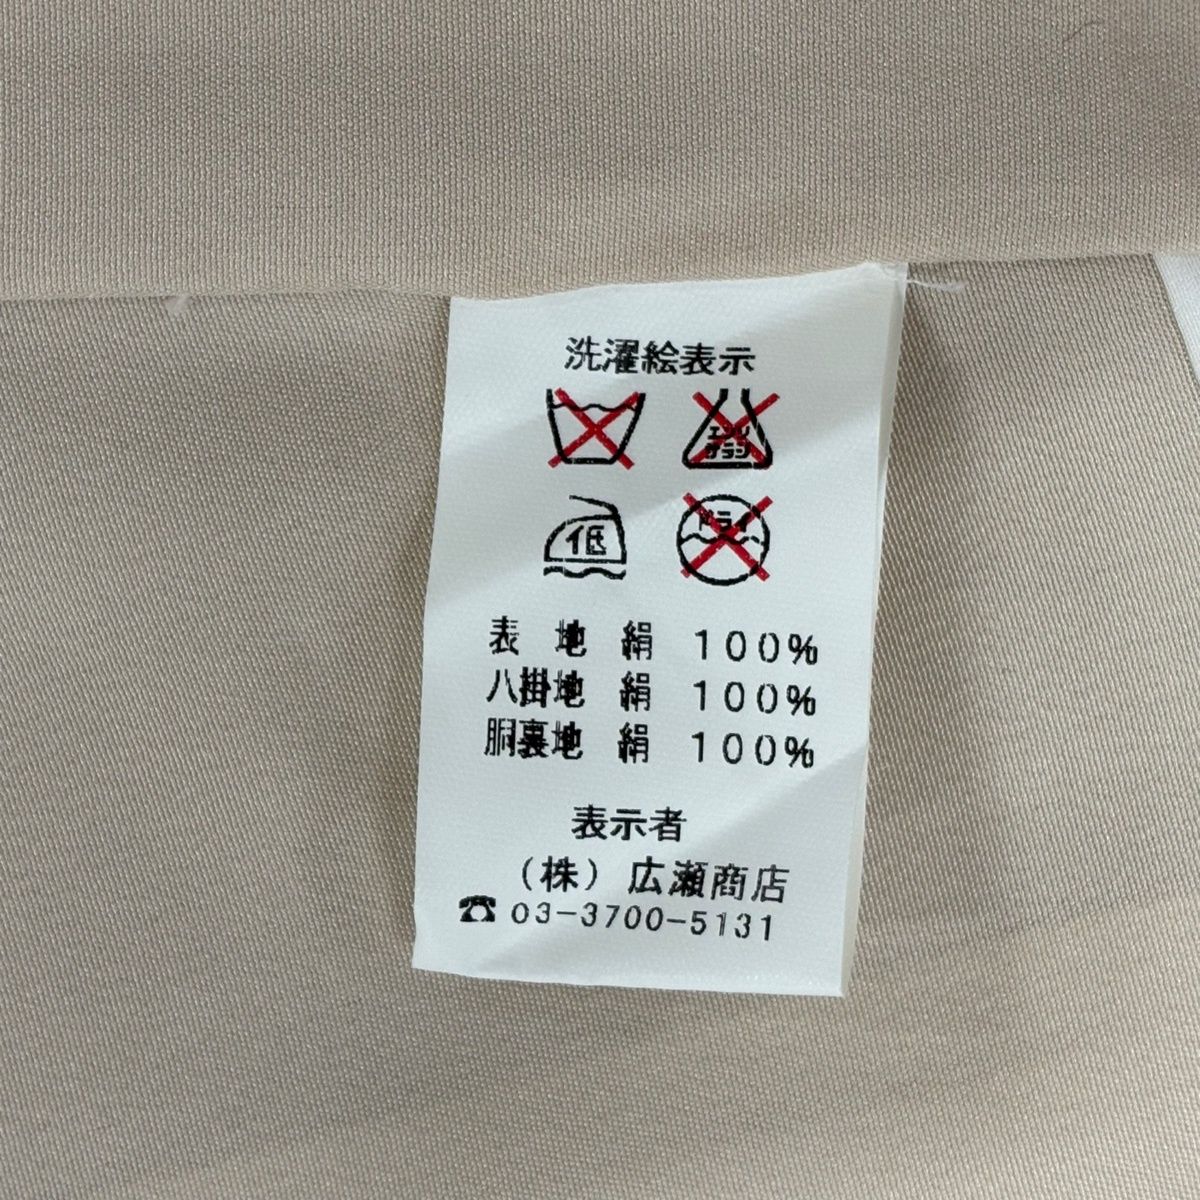 洗濯絵表示
エンソ
サラシ
低
ドライ
表 地 絹 100%
八掛地 絹 100%
胴裏地 絹 100%
表示者
（株）広瀬商店
☎ 03-3700-5131